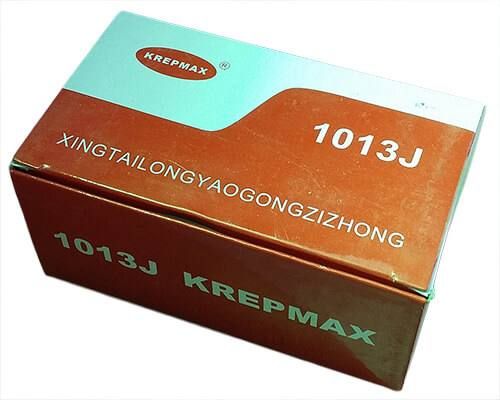 KREPMAX ®
1013J
XINGTAILONGYAOGONGZIZHONG
1013J KREPMAX